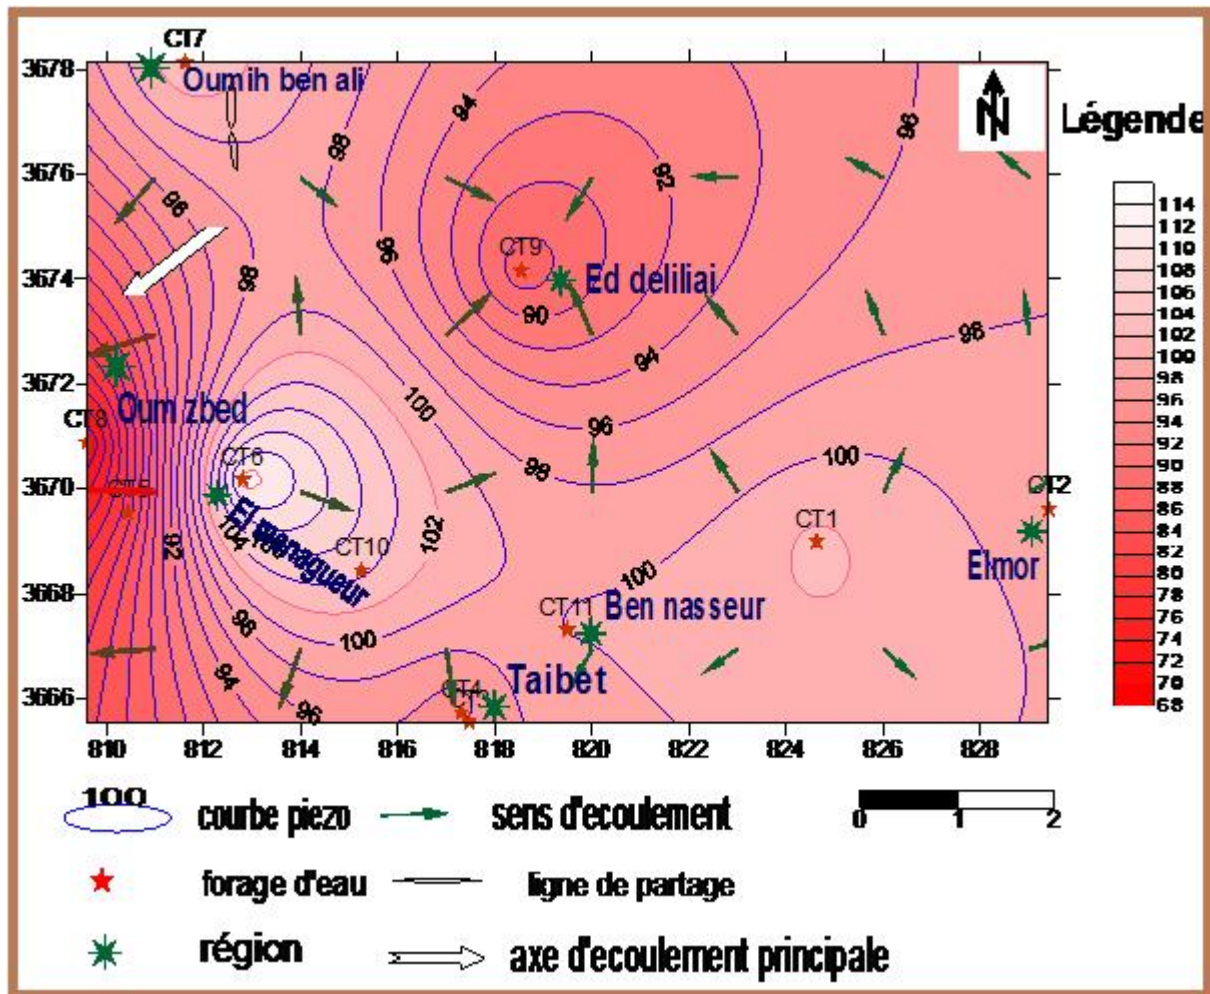 CT7
3678
Oumih ben ali
N
Légende
94
98
96
3676
92
96
98
96
CT9
3674
Ed deliliai
98
90
94
98
3672
Oum zbed
CT8
100
96
98
100
CT6
3670
CT5
El menagueur
CT1
CT2
102
104
92
CT10
Elmor
3668
100
CT11
Ben nasseur
98
100
94
3666
96
Taibet
CT4
810 812 814 816 818 820 822 824 826 828
114
112
110
108
106
104
102
100
98
96
94
92
90
88
86
84
82
80
78
76
74
72
70
68
100
courbe piezo
sens d'ecoulement
0 1 2
forage d'eau
ligne de partage
région
axe d'ecoulement principale